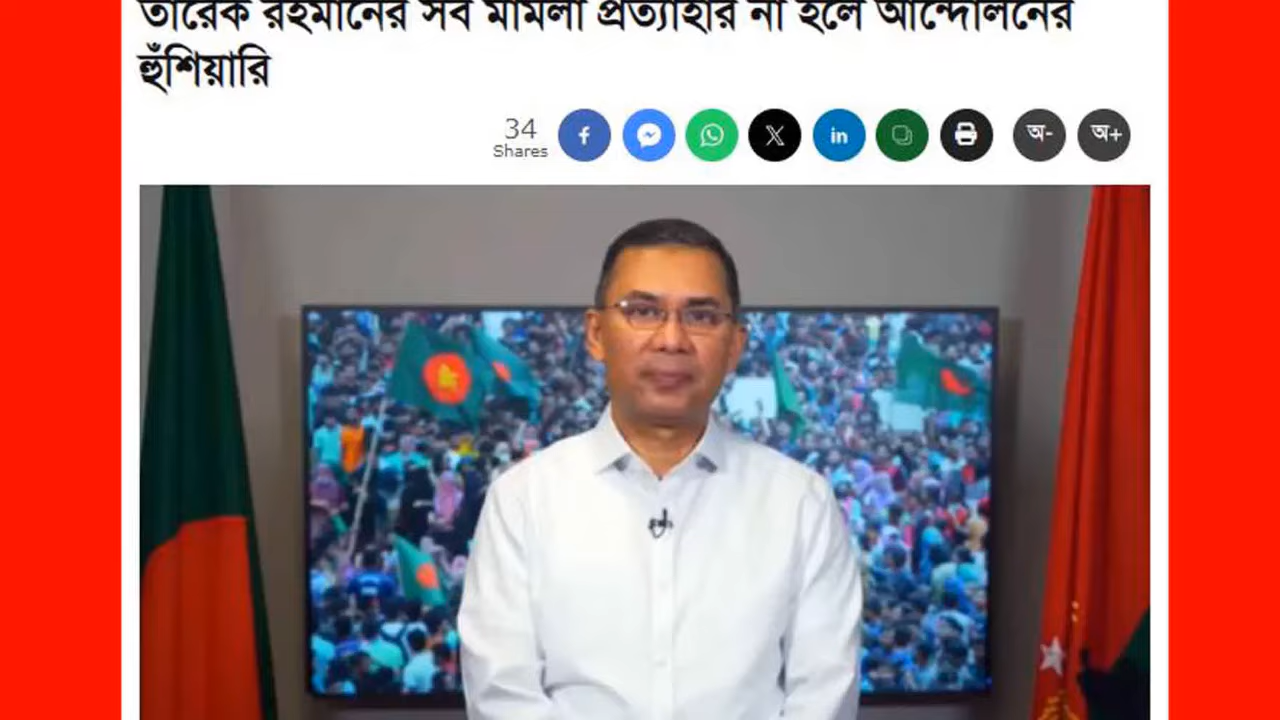 তারেক রহমানের সব মামলা প্রত্যাহার না হলে আন্দোলনের
হুঁশিয়ারি
34
Shares
অ-
অ+